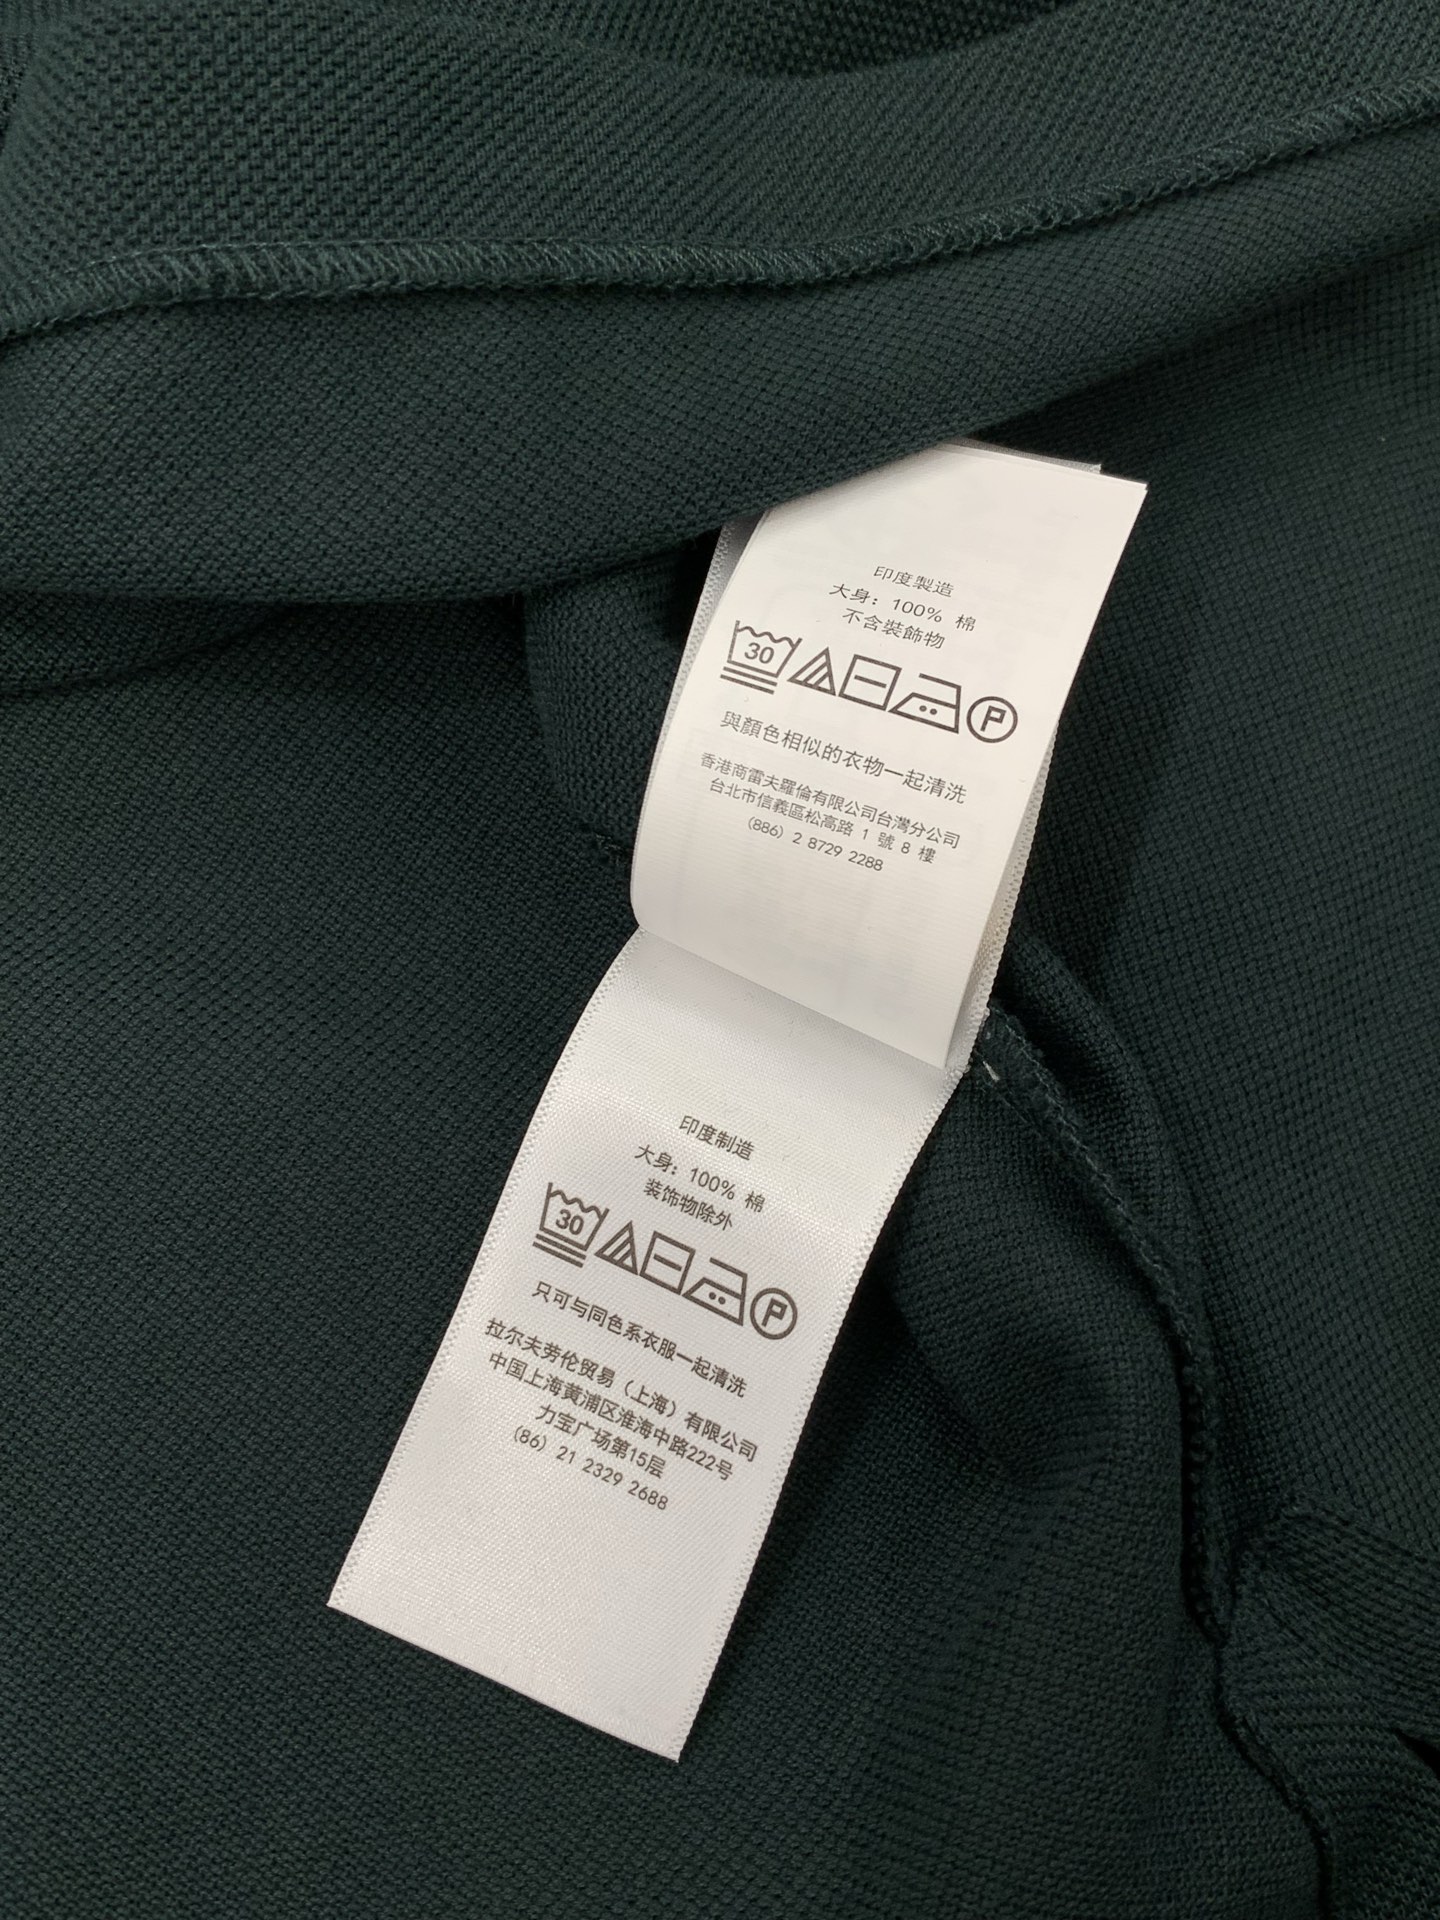 印度製造
大身: 100% 棉
不含裝飾物
30
P
與顏色相似的衣物一起清洗
香港商雷夫羅倫有限公司台灣分公司
台北市信義區松高路 1 號 8 樓
(886) 2 8729 2288
印度制造
大身: 100% 棉
装饰物除外
30
P
只可与同色系衣服一起清洗
拉尔夫劳伦贸易（上海）有限公司
中国上海黄浦区淮海中路222号
力宝广场第15层
(86) 21 2329 2688